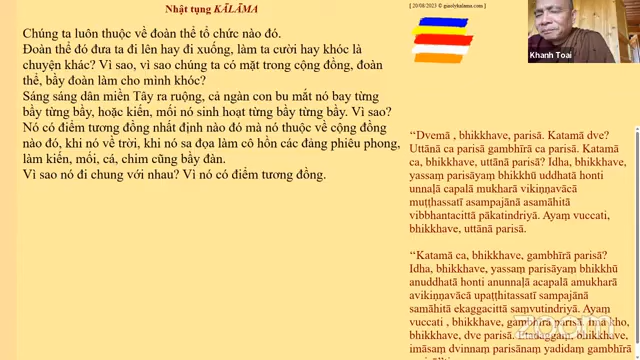 Nhật tụng KĀLĀMA
[ 20/08/2023 © giaolykalama.com ]
Khanh Toai
Chúng ta luôn thuộc về đoàn thể tổ chức nào đó.
Đoàn thể đó đưa ta đi lên hay đi xuống, làm ta cười hay khóc là
chuyện khác? Vì sao, vì sao chúng ta có mặt trong cộng đồng, đoàn
thể, bầy đoàn làm cho mình khóc?
Sáng sáng dân miền Tây ra ruộng, cả ngàn con bu mắt nó bay từng
bầy từng bầy, hoặc kiến, mối nó sinh hoạt từng bầy từng bầy. Vì sao?
Nó có điểm tương đồng nhất định nào đó mà nó thuộc về cộng đồng
nào đó, khi nó về trời, khi nó sa đọa làm cô hồn các đảng phiêu phong,
làm kiến, mối, cá, chim cũng bầy đàn.
Vì sao nó đi chung với nhau? Vì nó có điểm tương đồng.
“Dvemā , bhikkhave, parisā. Katamā dve?
Uttānā ca parisā gambhīrā ca parisā. Katamā
ca, bhikkhave, uttānā parisā? Idha, bhikkhave,
yassaṃ parisāyaṃ bhikkhū uddhatā honti
unnaḷā capalā mukharā vikiṇṇavācā
muṭṭhassatī asampajānā asamāhitā
vibbhantacittā pākatindriyā. Ayaṃ vuccati,
bhikkhave, uttānā parisā.
“Katamā ca, bhikkhave, gambhīrā parisā?
Idha, bhikkhave, yassaṃ parisāyaṃ bhikkhū
anuddhatā honti anunnaḷā acapalā amukharā
avikiṇṇavācā upaṭṭhitassatī sampajānā
samāhitā ekaggacittā saṃvutindriyā. Ayaṃ
vuccati , bhikkhave, gambhīrā parisā. Imā kho,
bhikkhave, dve parisā. Etadaggaṃ, bhikkhave,
imāsaṃ dvinnaṃ parisānaṃ yadidaṃ gambhīrā
zoom